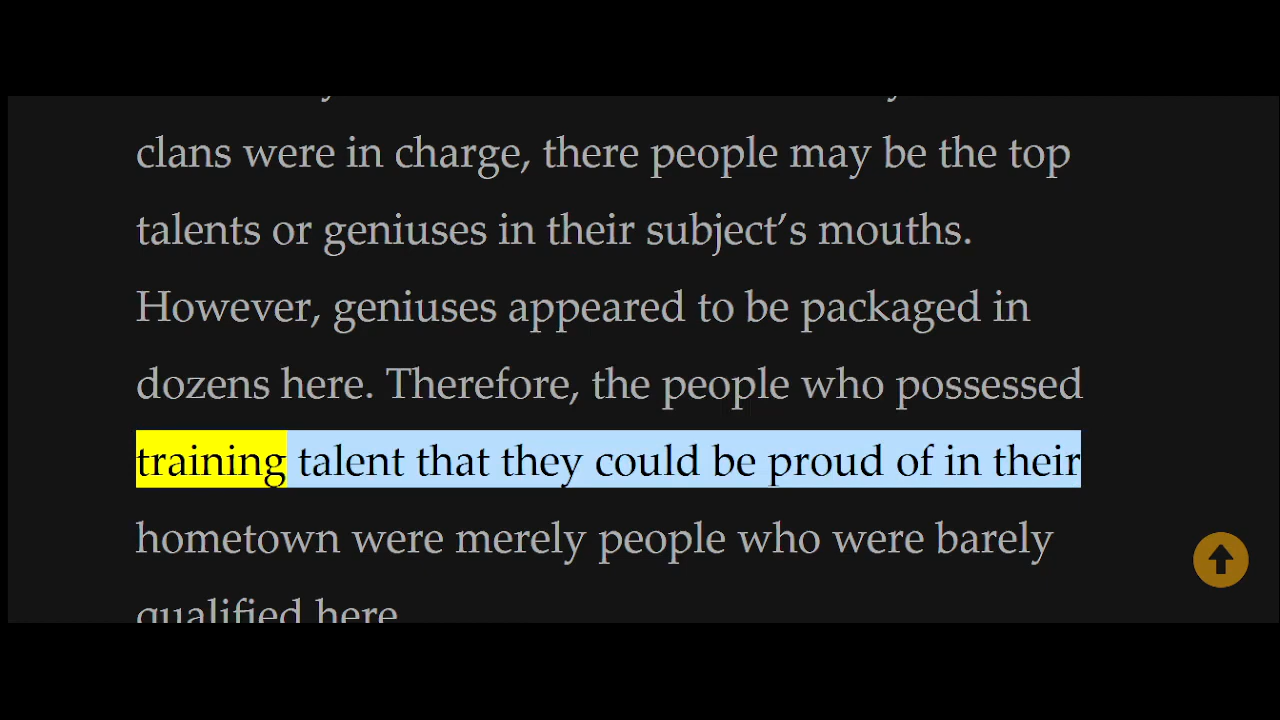 clans were in charge, there people may be the top
talents or geniuses in their subject’s mouths.
However, geniuses appeared to be packaged in
dozens here. Therefore, the people who possessed
training talent that they could be proud of in their
hometown were merely people who were barely
qualified here